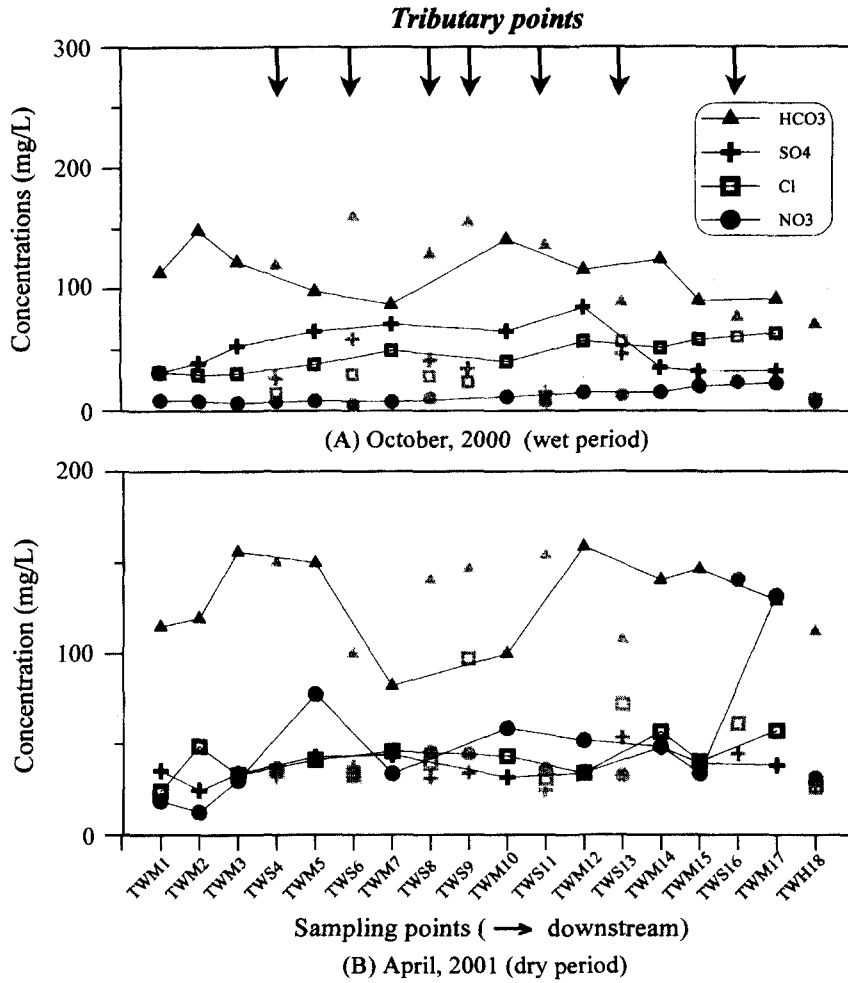 Tributary points
300
200
100
0
Concentrations (mg/L)
HCO3
SO4
Cl
NO3
(A) October, 2000 (wet period)
200
100
0
Concentration (mg/L)
TWM1
TWM2
TWM3
TWS4
TWM5
TWS6
TWM7
TWS8
TWS9
TWM10
TWS11
TWM12
TWS13
TWM14
TWM15
TWS16
TWM17
TWH18
Sampling points ( → downstream)
(B) April, 2001 (dry period)